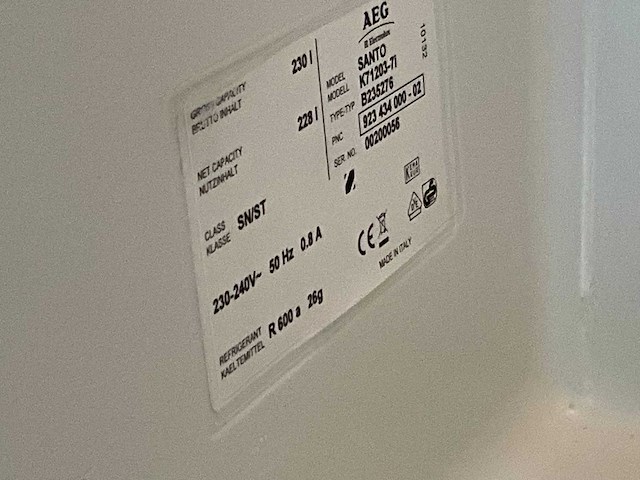 AEG
Electrolux
10132
GROSS CAPACITY
BRUTTO INHALT
230 l
MODEL
MODELL
SANTO
K71203-7I
TYPE-TYP
B235276
PNC
923 434 000 - 02
SER. NO.
00200056
NET CAPACITY
NUTZINHALT
228 l
CLASS
KLASSE
SN/ST
230-240V~ 50 Hz 0.8 A
CE
MADE IN ITALY
REFRIGERANT
KAELTEMITTEL
R 600 a 26g